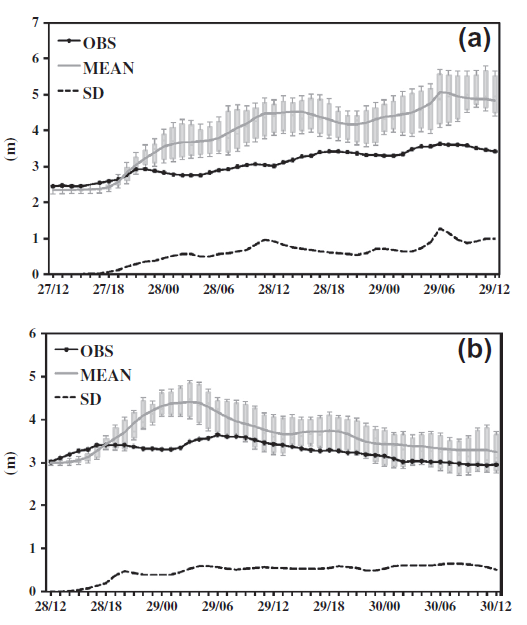 7
(a)
OBS
6
MEAN
SD
5
4
(m)
3
2
1
0
27/12 27/18 28/00 28/06 28/12 28/18 29/00 29/06 29/12
6
(b)
OBS
MEAN
5
SD
4
(m)
3
2
1
0
28/12 28/18 29/00 29/06 29/12 29/18 30/00 30/06 30/12